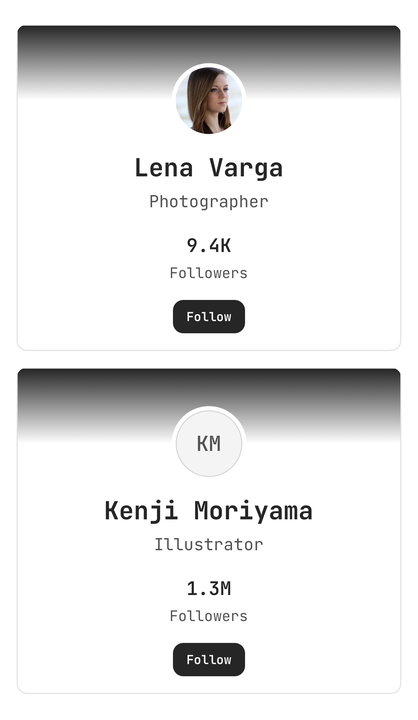 Lena Varga
Photographer
9.4K
Followers
Follow
KM
Kenji Moriyama
Illustrator
1.3M
Followers
Follow